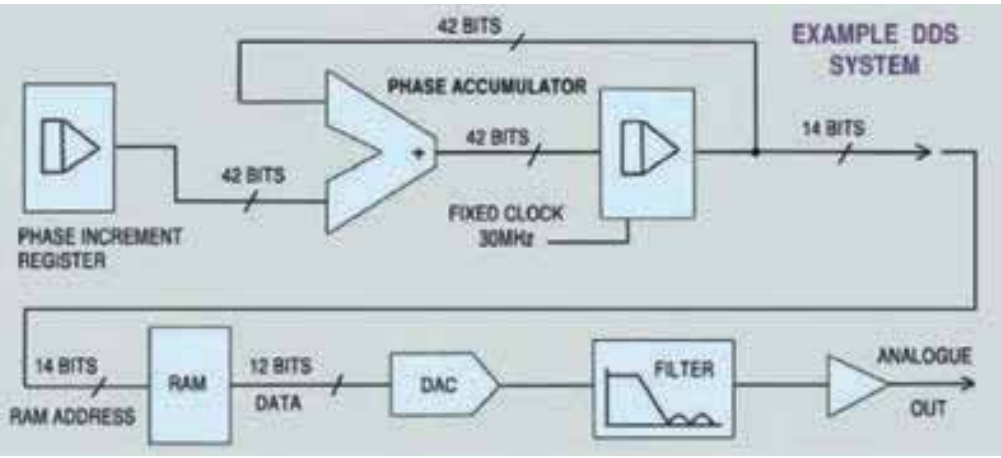 42 BITS
EXAMPLE DDS
SYSTEM
PHASE ACCUMULATOR
42 BITS
14 BITS
+
42 BITS
FIXED CLOCK
30MHz
PHASE INCREMENT
REGISTER
14 BITS
RAM ADDRESS
RAM
12 BITS
DATA
DAC
FILTER
ANALOGUE
OUT